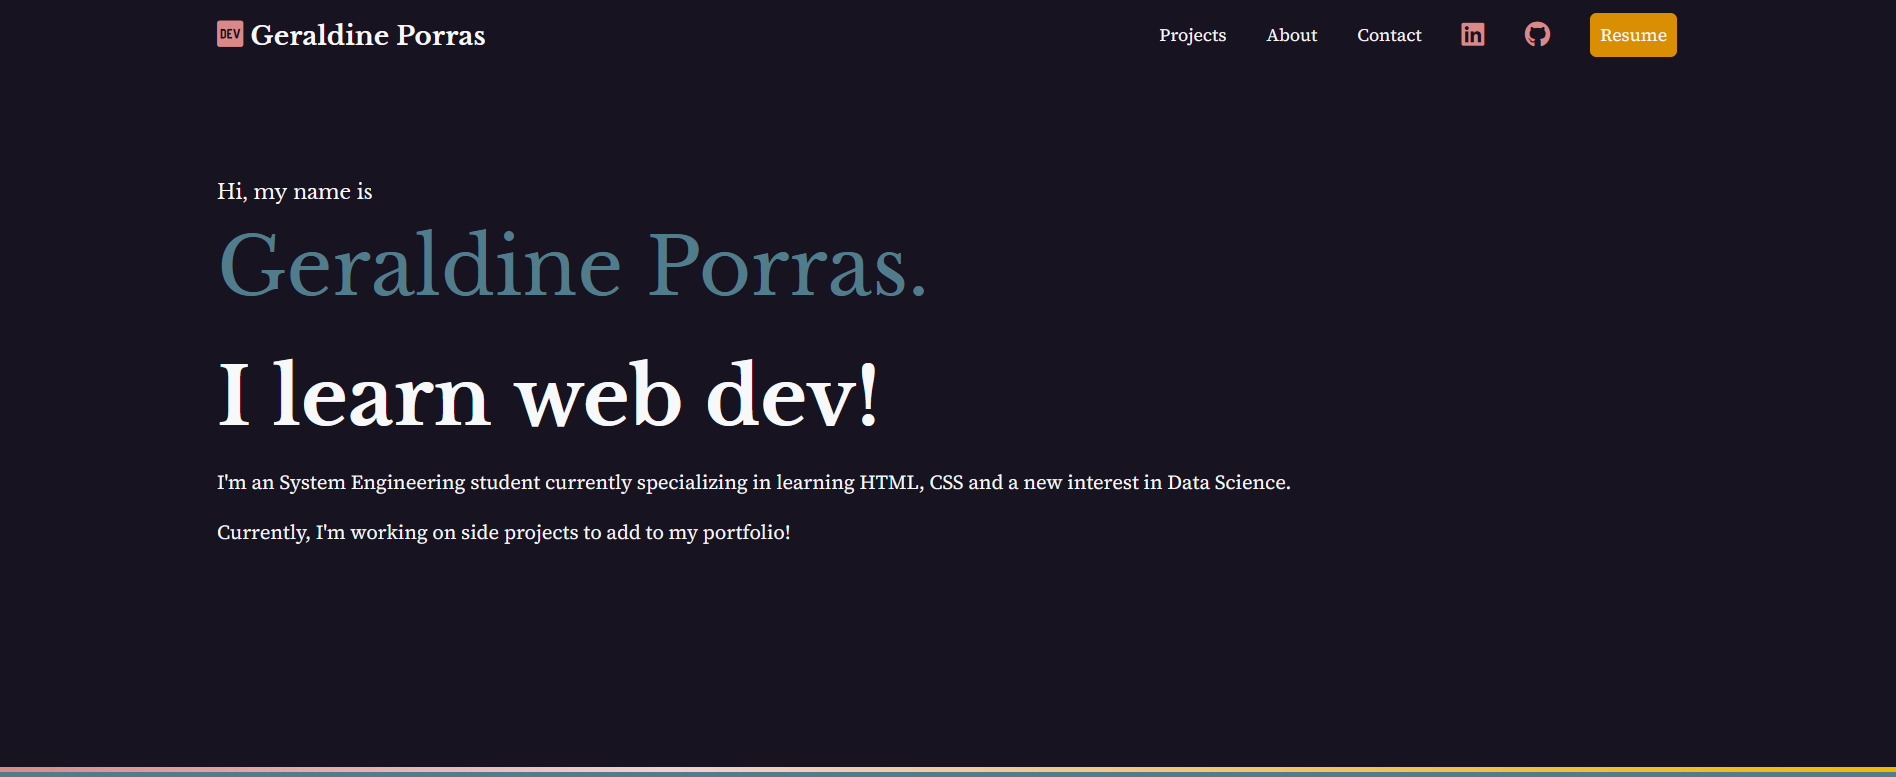 DEV Geraldine Porras Projects About Contact in Resume
Hi, my name is
Geraldine Porras.
I learn web dev!
I'm an System Engineering student currently specializing in learning HTML, CSS and a new interest in Data Science.
Currently, I'm working on side projects to add to my portfolio!